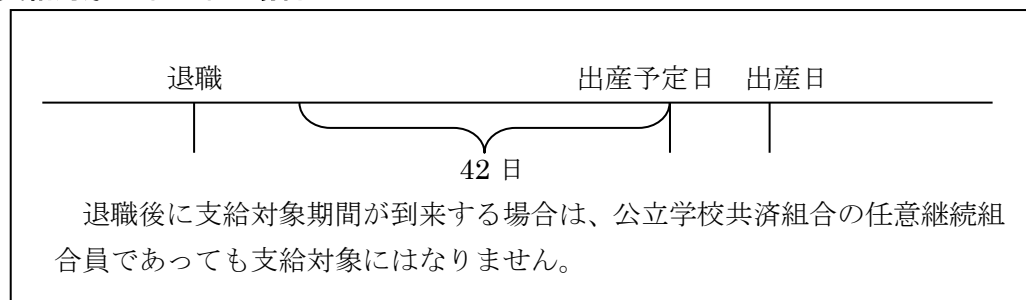 退職 出産予定日 出産日
42 日
退職後に支給対象期間が到来する場合は、公立学校共済組合の任意継続組
合員であっても支給対象にはなりません。